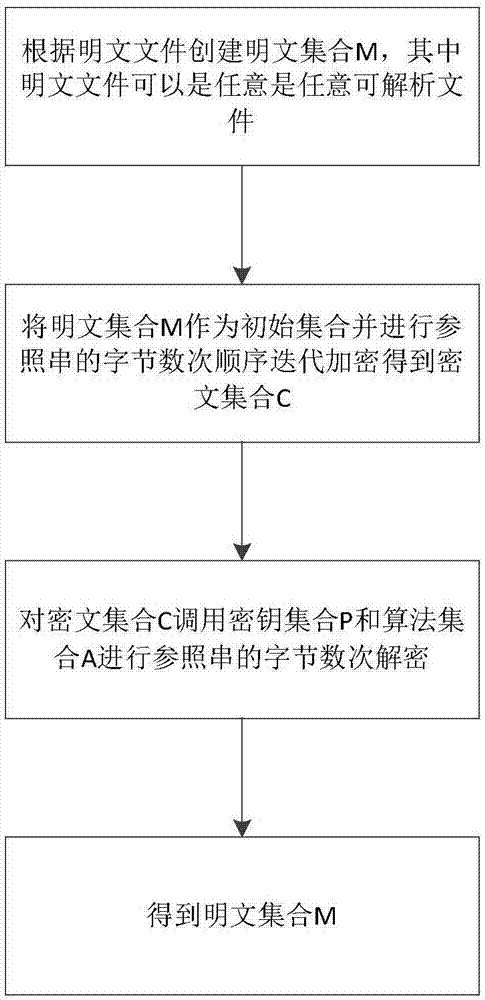 根据明文文件创建明文集合M，其中
明文文件可以是任意是任意可解析文
件
将明文集合M作为初始集合并进行参
照串的字节数次顺序迭代加密得到密
文集合C
对密文集合C调用密钥集合P和算法集
合A进行参照串的字节数次解密
得到明文集合M